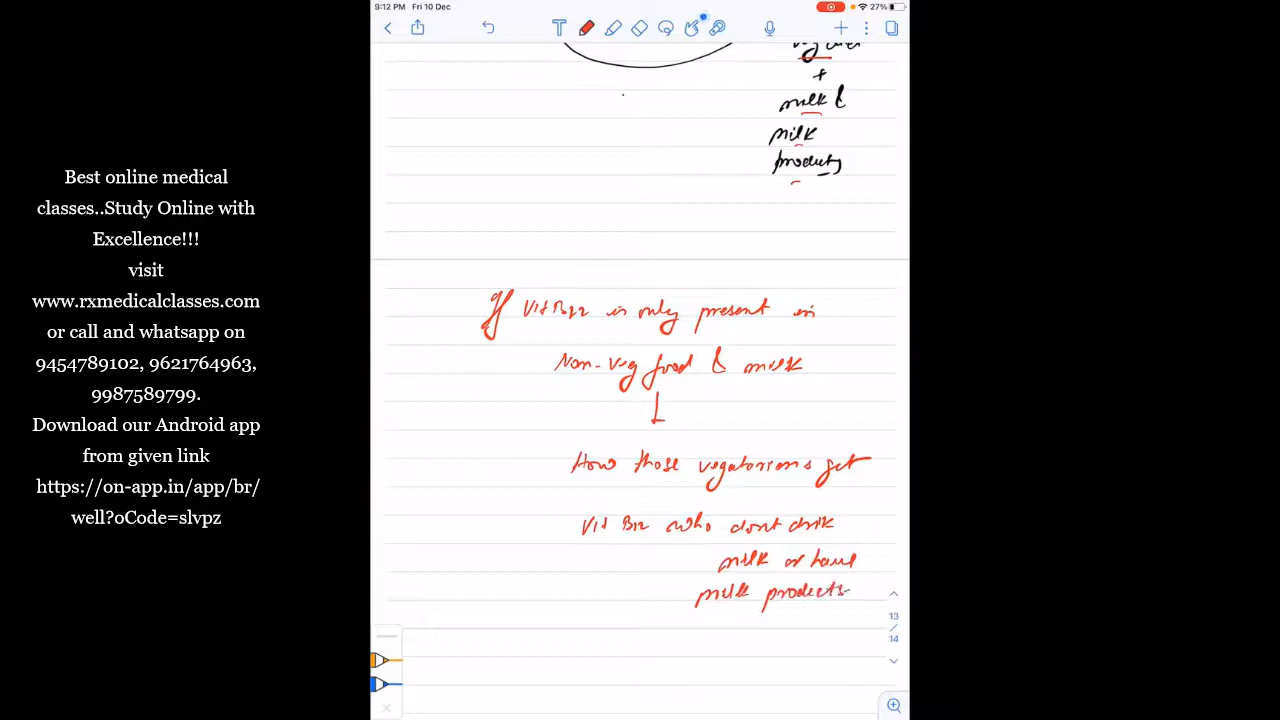 9:12 PM Fri 10 Dec
27%
+
milk &
milk
products
Best online medical
classes..Study Online with
Excellence!!!
visit
www.rxmedicalclasses.com
or call and whatsapp on
9454789102, 9621764963,
9987589799.
Download our Android app
from given link
https://on-app.in/app/br/
well?oCode=slvpz
If Vit B12 is only present in
Non-veg food & milk
How those vegatarians get
Vit B12 who dont drik
milk or have
milk products
13
/
14